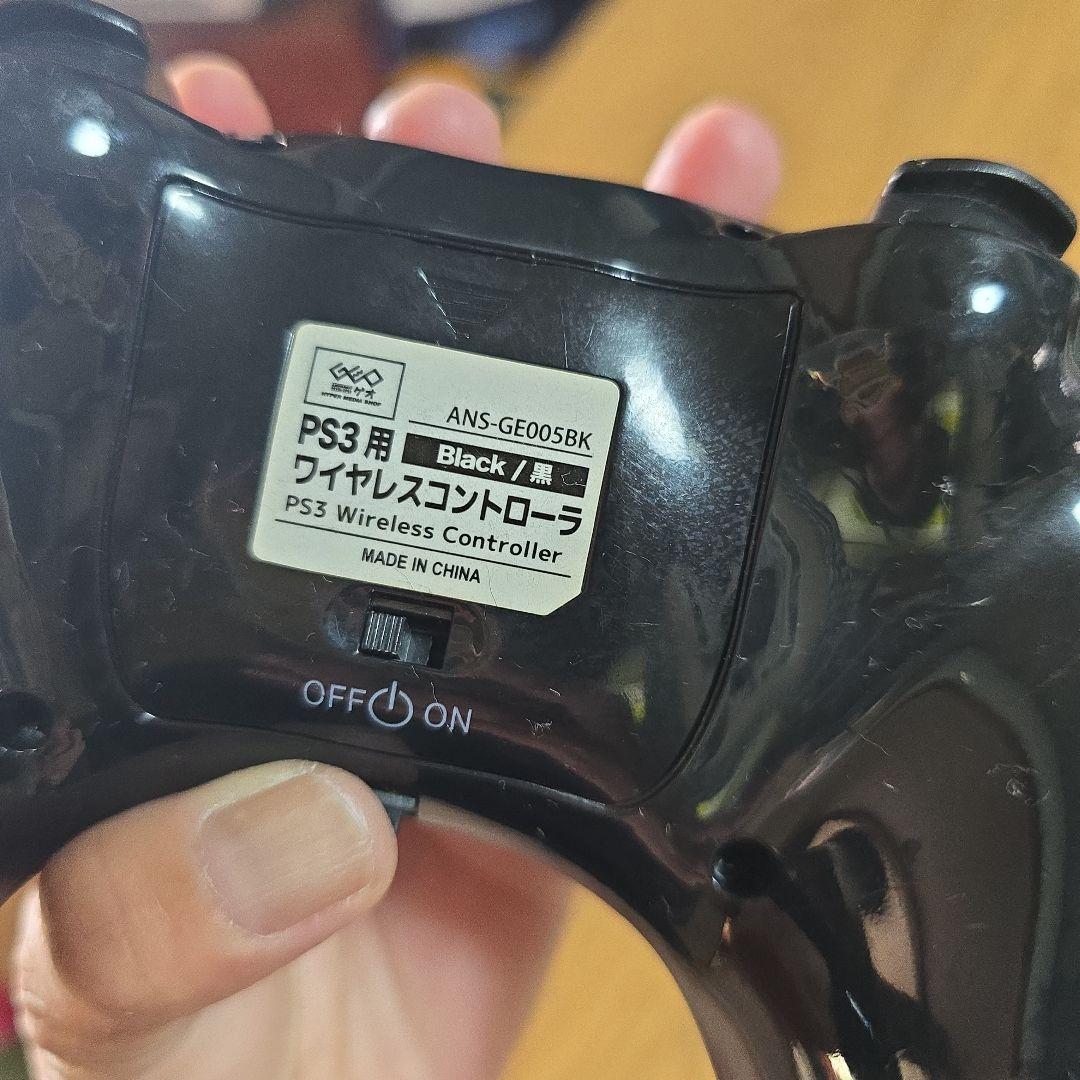 GEO
ゲオ
HYPER MEDIA SHOP
ANS-GE005BK
PS3用 Black / 黒
ワイヤレスコントローラ
PS3 Wireless Controller
MADE IN CHINA
OFF ON